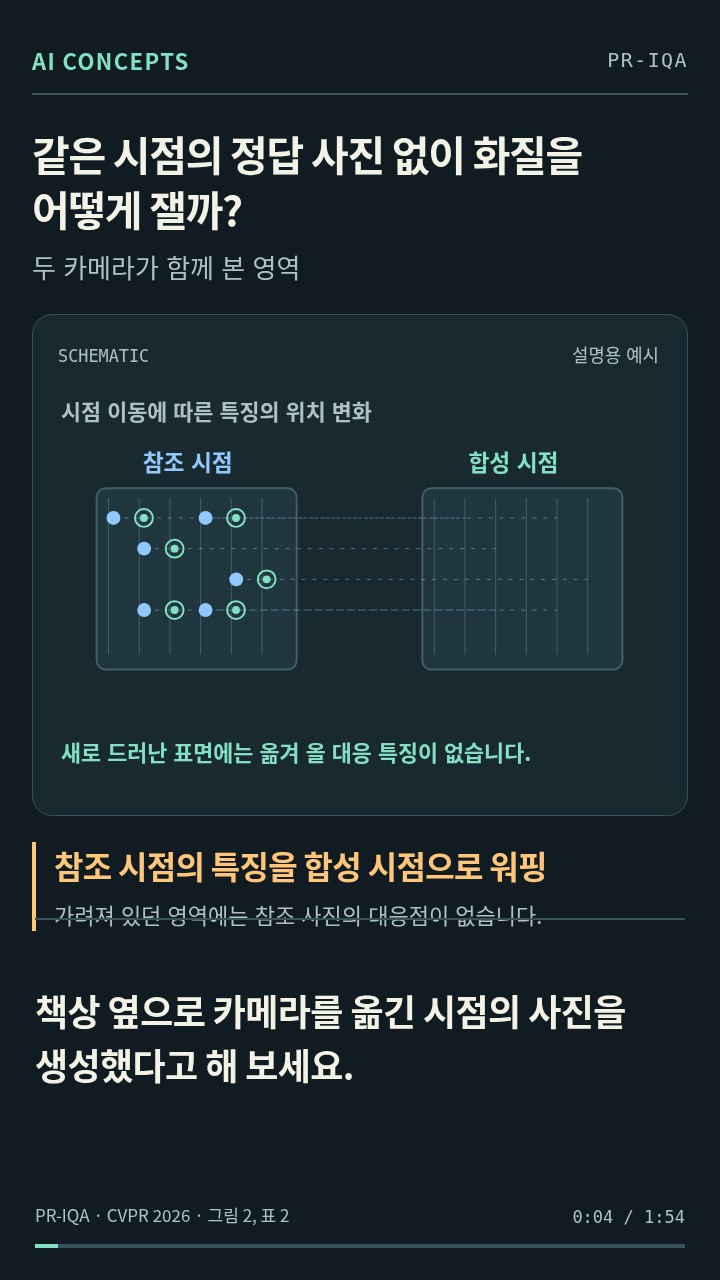 AI CONCEPTS
PR-IQA
같은 시점의 정답 사진 없이 화질을
어떻게 잴까?
두 카메라가 함께 본 영역
SCHEMATIC
설명용 예시
시점 이동에 따른 특징의 위치 변화
참조 시점
합성 시점
새로 드러난 표면에는 옮겨 올 대응 특징이 없습니다.
참조 시점의 특징을 합성 시점으로 워핑
가려져 있던 영역에는 참조 사진의 대응점이 없습니다.
책상 옆으로 카메라를 옮긴 시점의 사진을
생성했다고 해 보세요.
PR-IQA · CVPR 2026 · 그림 2, 표 2
0:04 / 1:54